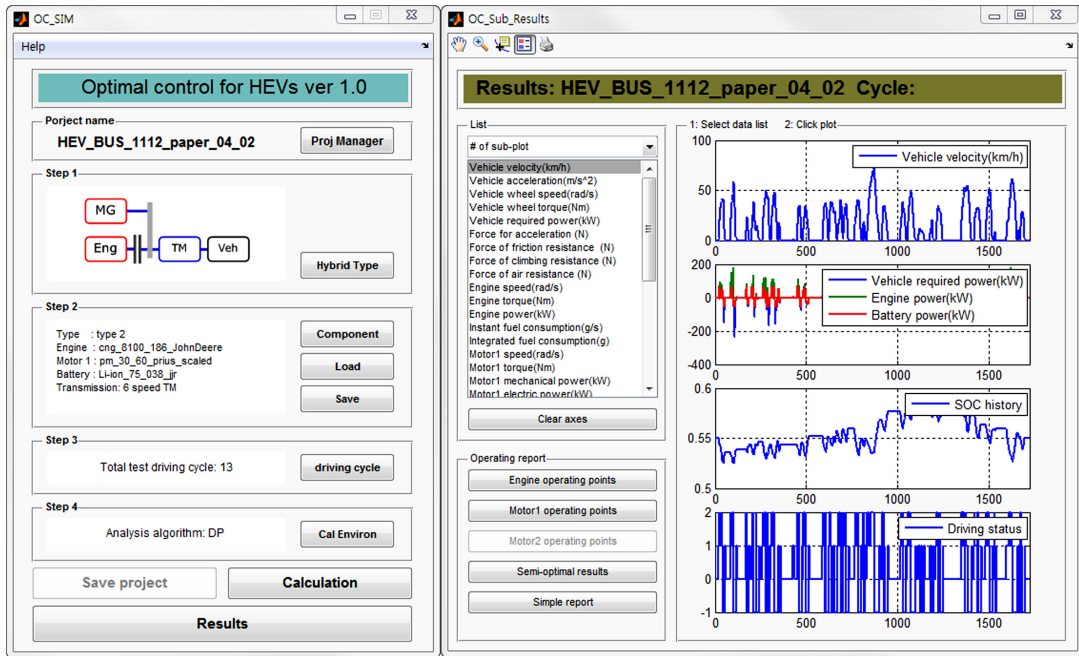 OC_SIM
Help
Optimal control for HEVs ver 1.0
Porject name
HEV_BUS_1112_paper_04_02
Proj Manager
Step 1
MG
Eng
TM
Veh
Hybrid Type
Step 2
Type : type 2
Engine : cng_8100_186_JohnDeere
Motor 1 : pm_30_60_prius_scaled
Battery : Li-ion_75_038_jjr
Transmission: 6 speed TM
Component
Load
Save
Step 3
Total test driving cycle: 13
driving cycle
Step 4
Analysis algorithm: DP
Cal Environ
Save project
Calculation
Results
OC_Sub_Results
Results: HEV_BUS_1112_paper_04_02 Cycle:
List
# of sub-plot
Vehicle velocity(km/h)
Vehicle acceleration(m/s^2)
Vehicle wheel speed(rad/s)
Vehicle wheel torque(Nm)
Vehicle required power(kW)
Force for acceleration (N)
Force of friction resistance (N)
Force of climbing resistance (N)
Force of air resistance (N)
Engine speed(rad/s)
Engine torque(Nm)
Engine power(kW)
Instant fuel consumption(g/s)
Integrated fuel consumption(g)
Motor1 speed(rad/s)
Motor1 torque(Nm)
Motor1 mechanical power(kW)
Motor1 electric power(kW)
Clear axes
Operating report
Engine operating points
Motor1 operating points
Motor2 operating points
Semi-optimal results
Simple report
1: Select data list 2: Click plot
100
50
0
Vehicle velocity(km/h)
0 500 1000 1500
200
0
-200
-400
Vehicle required power(kW)
Engine power(kW)
Battery power(kW)
0 500 1000 1500
0.6
0.55
0.5
SOC history
0 500 1000 1500
2
1
0
-1
Driving status
0 500 1000 1500